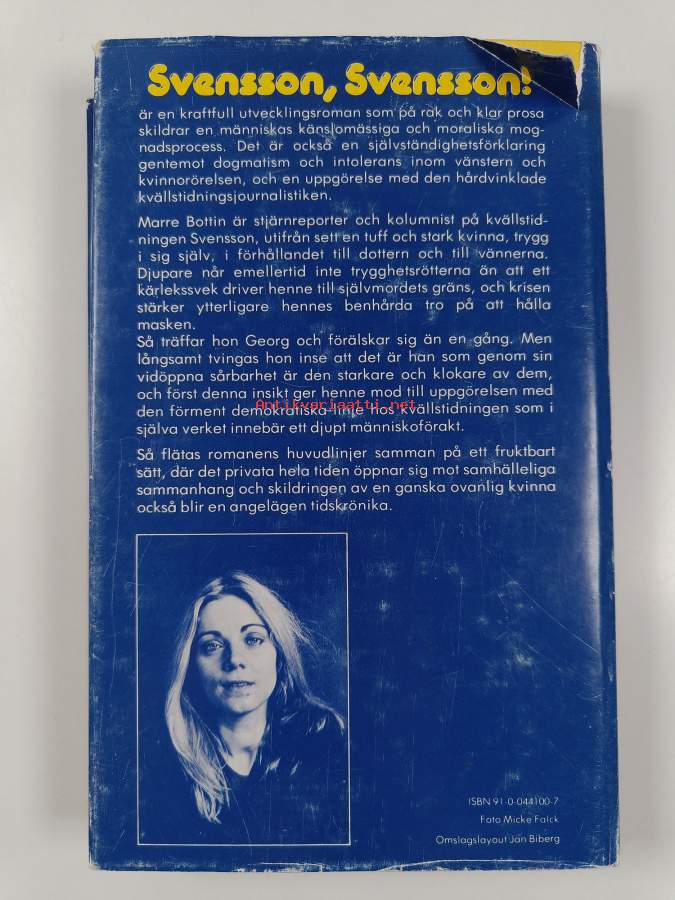 Svensson, Svensson!
är en kraftfull utvecklingsroman som på rak och klar prosa
skildrar en människas känslomässiga och moraliska mog-
nadsprocess. Det är också en självständighetsförklaring
gentemot dogmatism och intolerans inom vänstern och
kvinnorörelsen, och en uppgörelse med den hårdvinklade
kvällstidningsjournalistiken.
Marre Bottin är stjärnreporter och kolumnist på kvällstid-
ningen Svensson, utifrån sett en tuff och stark kvinna, trygg
i sig själv, i förhållandet till dottern och till vännerna.
Djupare når emellertid inte trygghetsrötterna än att ett
kärlekssvek driver henne till självmordets gräns, och krisen
stärker ytterligare hennes benhårda tro på att hålla
masken.
Så träffar hon Georg och förälskar sig än en gång. Men
långsamt tvingas hon inse att det är han som genom sin
vidöppna sårbarhet är den starkare och klokare av dem,
och först denna insikt ger henne mod till uppgörelsen med
Antikvariaatti.net
den förment demokratiska linje hos kvällstidningen som i
själva verket innebär ett djupt människoförakt.
Så flätas romanens huvudlinjer samman på ett fruktbart
sätt, där det privata hela tiden öppnar sig mot samhälleliga
sammanhang och skildringen av en ganska ovanlig kvinna
också blir en angelägen tidskrönika.
ISBN 91-0-044100-7
Foto Micke Falck
Omslagslayout Jan Biberg